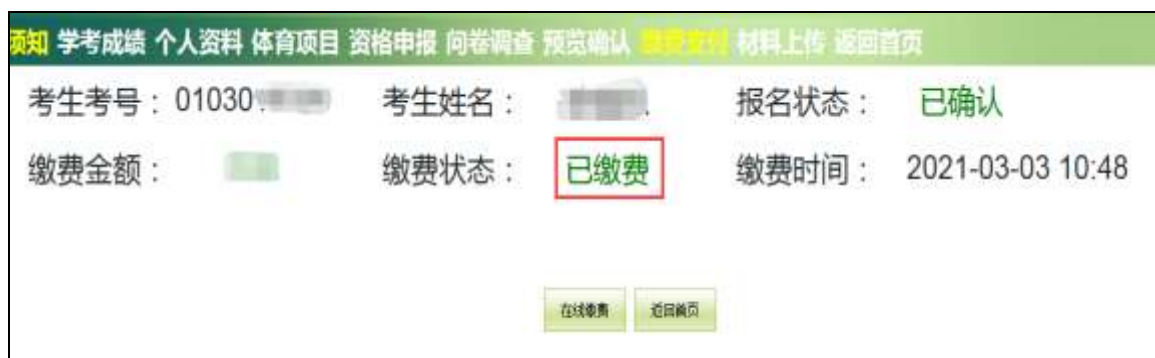 须知 学考成绩 个人资料 体育项目 资格申报 问卷调查 预览确认 缴费支付 材料上传 返回首页
考生考号： 01030 考生姓名： 报名状态： 已确认
缴费金额： 缴费状态： 已缴费 缴费时间： 2021-03-03 10:48
在线缴费 返回首页